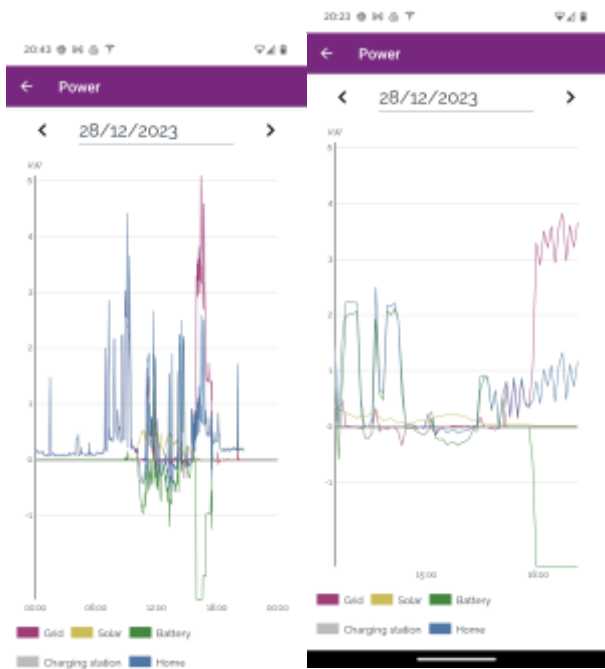 20:43
Power
28/12/2023
kW
5
4
3
2
1
0
-1
00:00 06:00 12:00 18:00 00:00
Grid Solar Battery
Charging station Home
20:23
Power
28/12/2023
kW
5
4
3
2
1
0
-1
15:00 18:00
Grid Solar Battery
Charging station Home